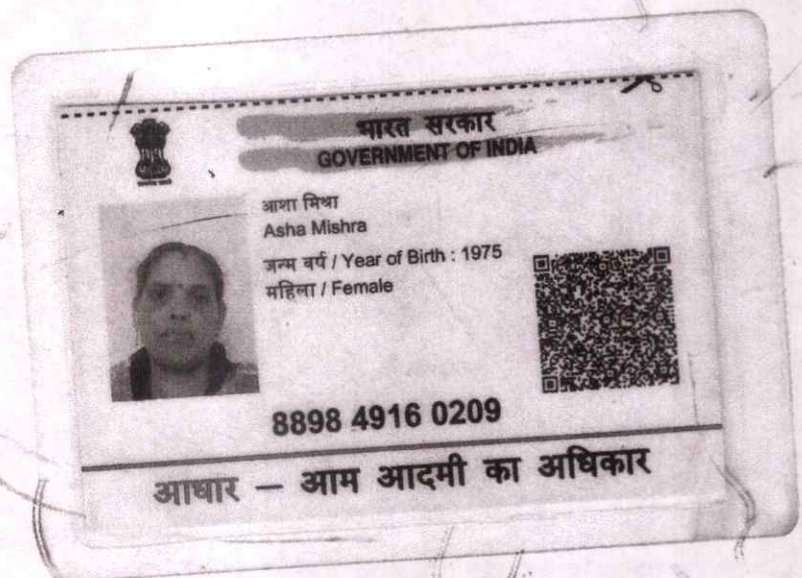 भारत सरकार
GOVERNMENT OF INDIA
आशा मिश्रा
Asha Mishra
जन्म वर्ष / Year of Birth : 1975
महिला / Female
8898 4916 0209
आधार – आम आदमी का अधिकार